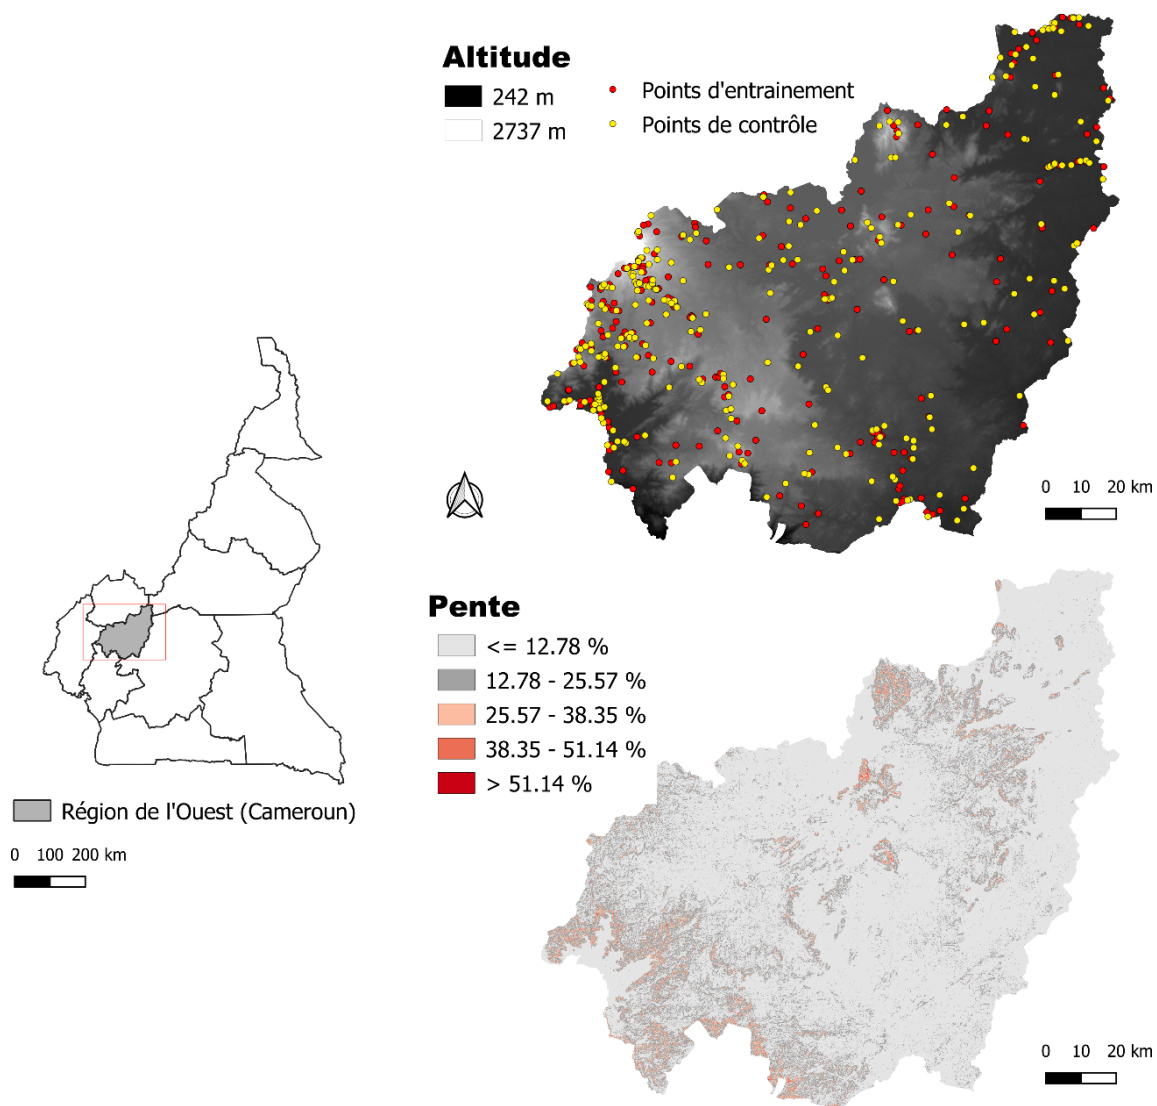 Altitude
242 m
2737 m
Points d'entrainement
Points de contrôle
0 10 20 km
Pente
<= 12.78 %
12.78 - 25.57 %
25.57 - 38.35 %
38.35 - 51.14 %
> 51.14 %
Région de l'Ouest (Cameroun)
0 100 200 km
0 10 20 km